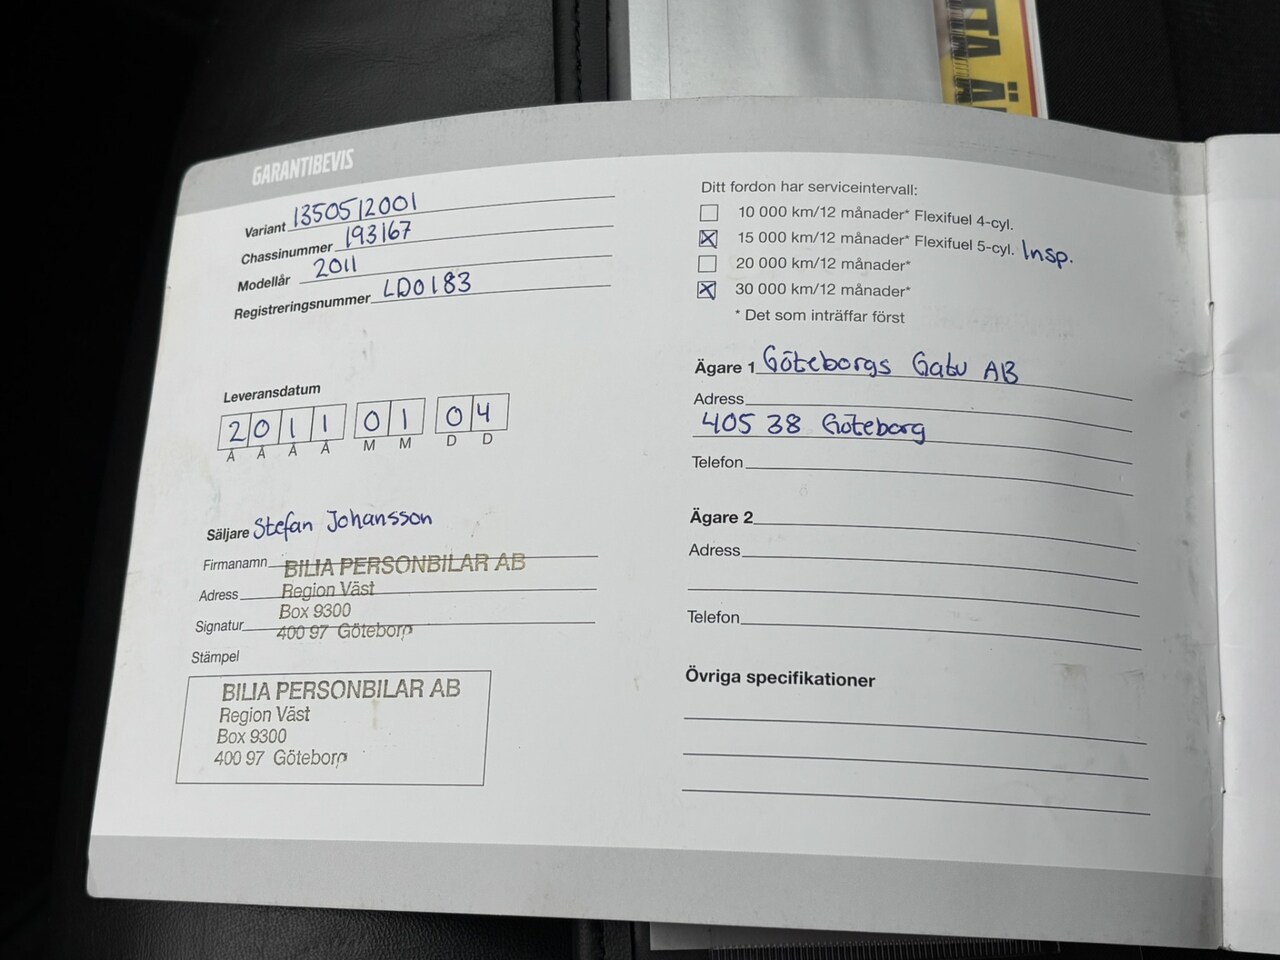 TTA Ä
GARANTIBEVIS
Variant 1350512001
Chassinummer 193167
Modellår 2011
Registreringsnummer LDO183
Leveransdatum
2011 01 04
Å Å Å Å M M D D
Säljare Stefan Johansson
Firmanamn BILIA PERSONBILAR AB
Adress Region Väst
Box 9300
Signatur 400 97 Göteborg
Stämpel
BILIA PERSONBILAR AB
Region Väst
Box 9300
400 97 Göteborg
Ditt fordon har serviceintervall:
10 000 km/12 månader* Flexifuel 4-cyl.
15 000 km/12 månader* Flexifuel 5-cyl. Insp.
20 000 km/12 månader*
30 000 km/12 månader*
* Det som inträffar först
Ägare 1 Göteborgs Gatu AB
Adress
405 38 Göteborg
Telefon
Ägare 2
Adress
Telefon
Övriga specifikationer